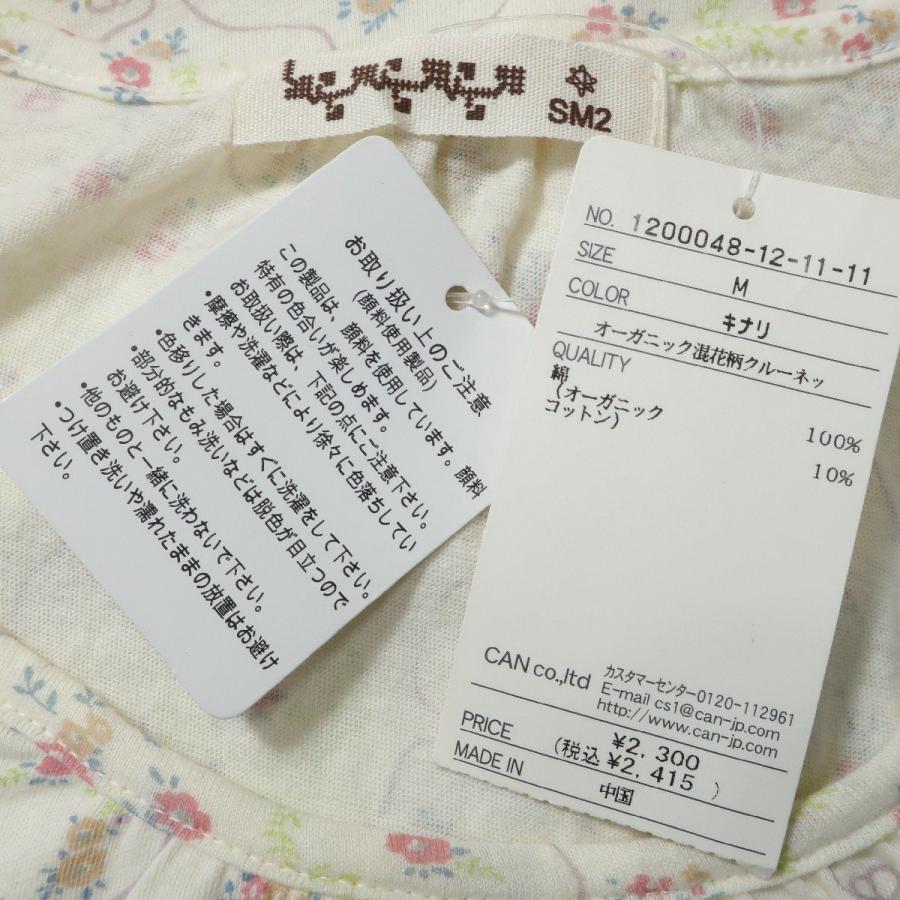 SM2
お取り扱い上のご注意
(顔料使用製品)
この製品は、顔料を使用しています。顔料
特有の色合いが楽しめます。
お取扱い際は、下記の点にご注意下さい。
・摩擦や洗濯などにより徐々に色落ちしてい
きます。
・色移りした場合はすぐに洗濯をして下さい。
・部分的なもみ洗いなどは脱色が目立つので
お避け下さい。
・他のものと一緒に洗わないで下さい。
・つけ置き洗いや濡れたままの放置はお避け
下さい。
NO. 1200048-12-11-11
SIZE M
COLOR キナリ
オーガニック混花柄クルーネッ
QUALITY
綿 100%
(オーガニック 10%
コットン)
CAN co.,ltd カスタマーセンター0120-112961
E-mail cs1@can-jp.com
http://www.can-jp.com
PRICE ¥2,300
(税込 ¥2,415 )
MADE IN 中国